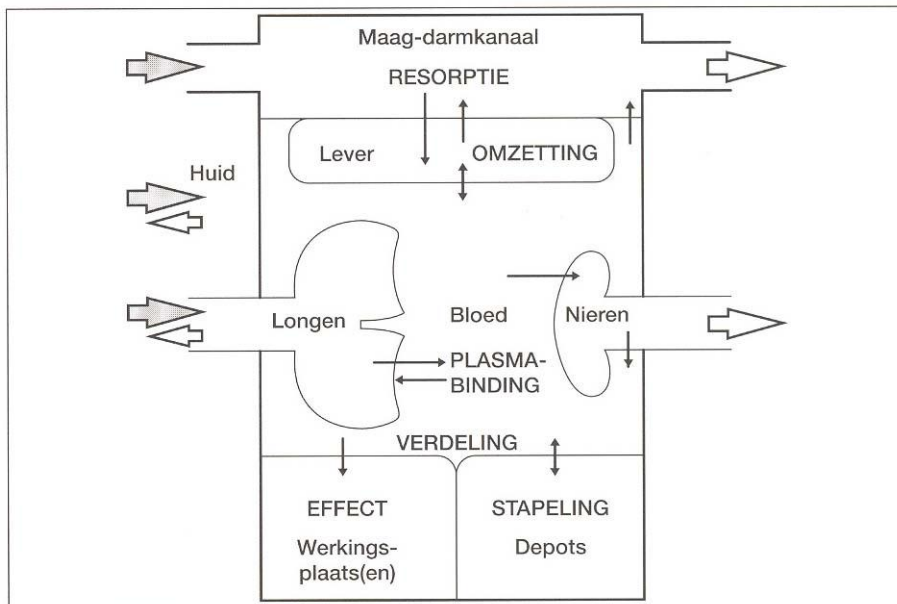 Maag-darmkanaal
RESORPTIE
Lever
OMZETTING
Huid
Longen
Bloed
Nieren
PLASMA-
BINDING
VERDELING
EFFECT
STAPELING
Werkings-
plaats(en)
Depots